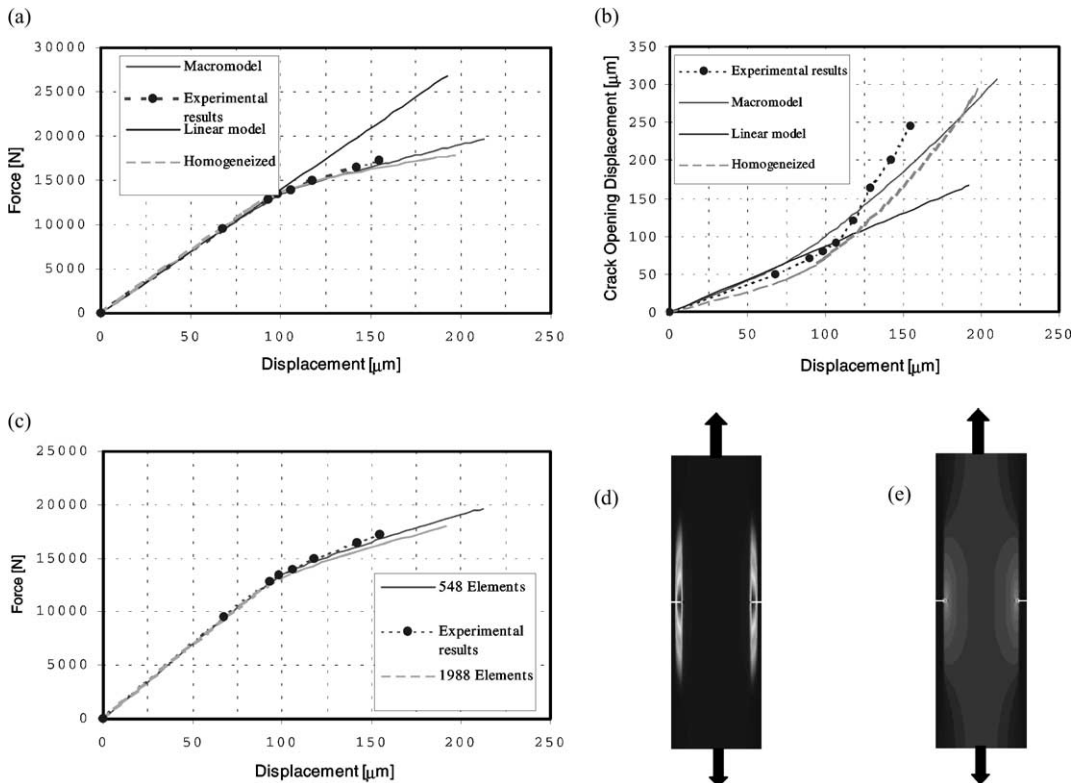 (a)
30000
25000
20000
15000
10000
5000
0
Force [N]
Macromodel
Experimental
results
Linear model
Homogeneized
0 50 100 150 200 250
Displacement [μm]
(b)
350
300
250
200
150
100
50
0
Crack Opening Displacement [μm]
Experimental results
Macromodel
Linear model
Homogeneized
0 50 100 150 200 250
Displacement [μm]
(c)
25000
20000
15000
10000
5000
0
Force [N]
548 Elements
Experimental
results
1988 Elements
0 50 100 150 200 250
Displacement [μm]
(d)
(e)